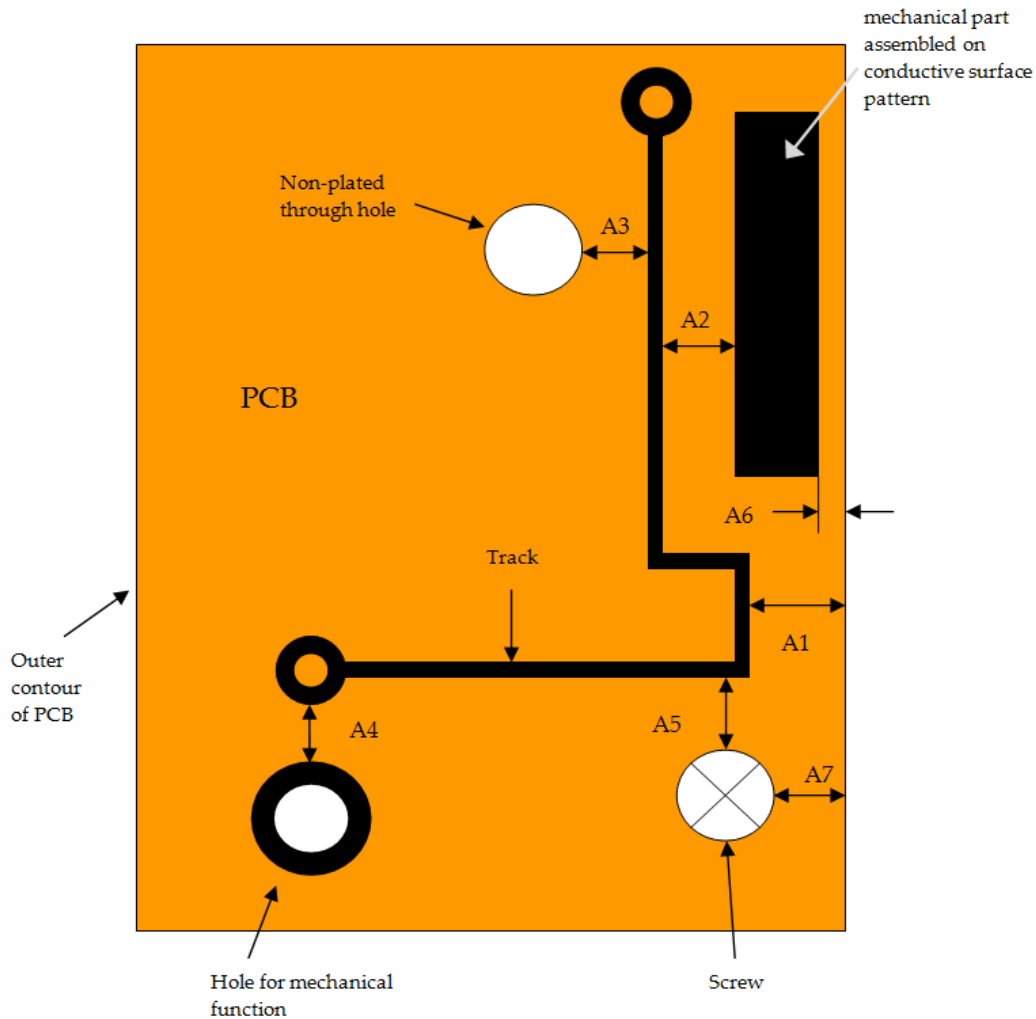 mechanical part
assembled on
conductive surface
pattern
Non-plated
through hole
A3
A2
PCB
A6
Track
A1
Outer
contour
of PCB
A4
A5
A7
Hole for mechanical
function
Screw